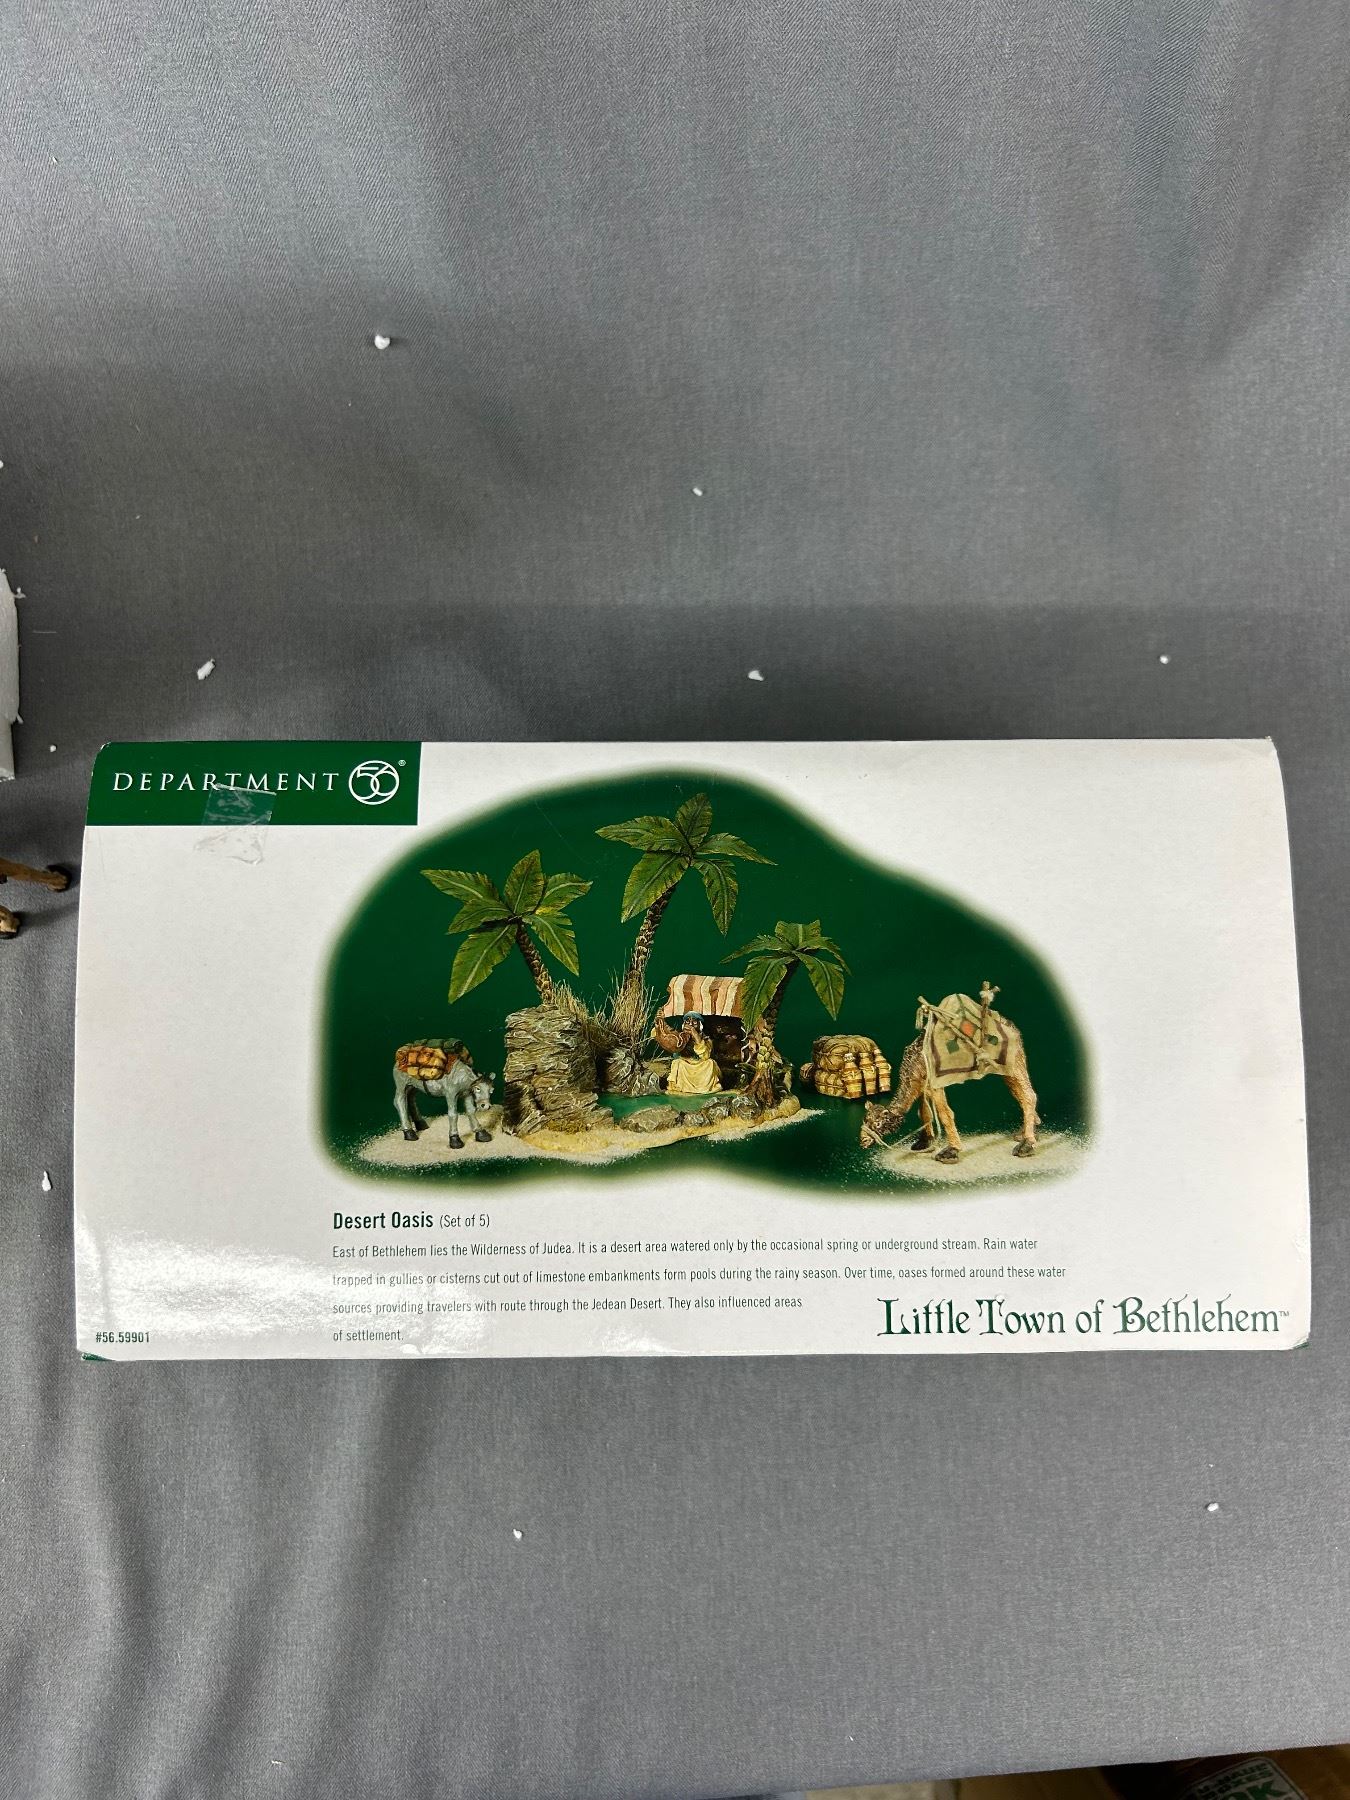 DEPARTMENT 56®
Desert Oasis (Set of 5)
East of Bethlehem lies the Wilderness of Judea. It is a desert area watered only by the occasional spring or underground stream. Rain water
trapped in gullies or cisterns cut out of limestone embankments form pools during the rainy season. Over time, oases formed around these water
sources providing travelers with route through the Jedean Desert. They also influenced areas
of settlement.
Little Town of Bethlehem™
#56.59901